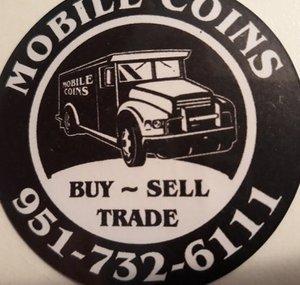 MOBILE COINS
MOBILE
COINS
BUY ~ SELL
TRADE
951-732-6111